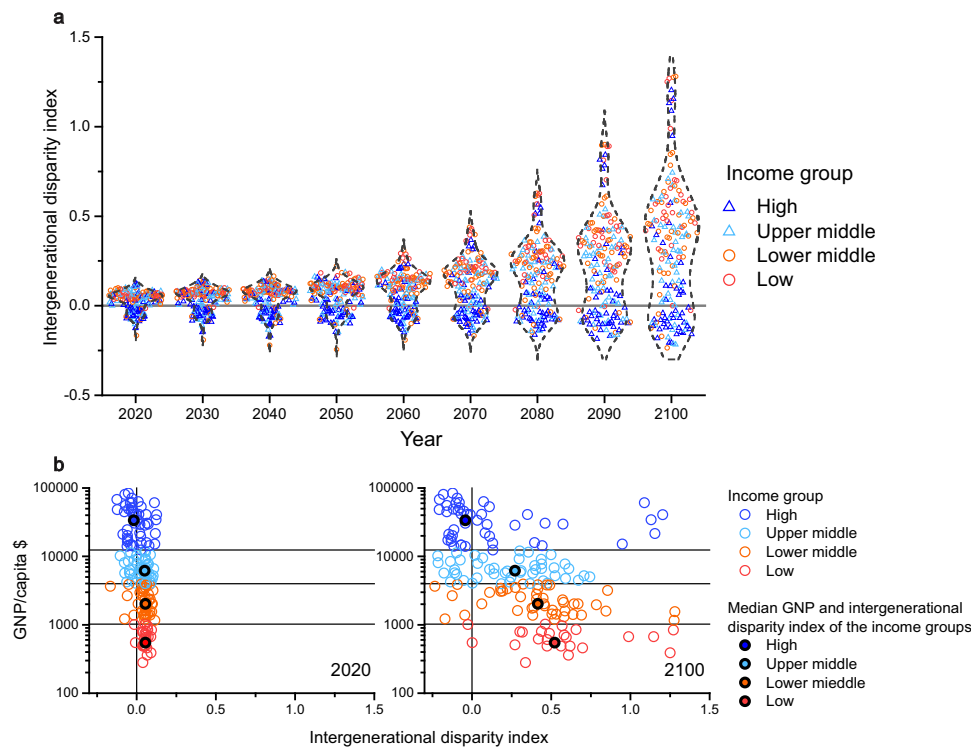 a
1.5
1.0
0.5
0.0
-0.5
Intergenerational disparity index
2020 2030 2040 2050 2060 2070 2080 2090 2100
Year
Income group
High
Upper middle
Lower middle
Low
b
100000
10000
1000
100
GNP/capita $
2020
0.0 0.5 1.0 1.5
100000
10000
1000
100
2100
0.0 0.5 1.0 1.5
Intergenerational disparity index
Income group
High
Upper middle
Lower middle
Low
Median GNP and intergenerational
disparity index of the income groups
High
Upper middle
Lower mieddle
Low